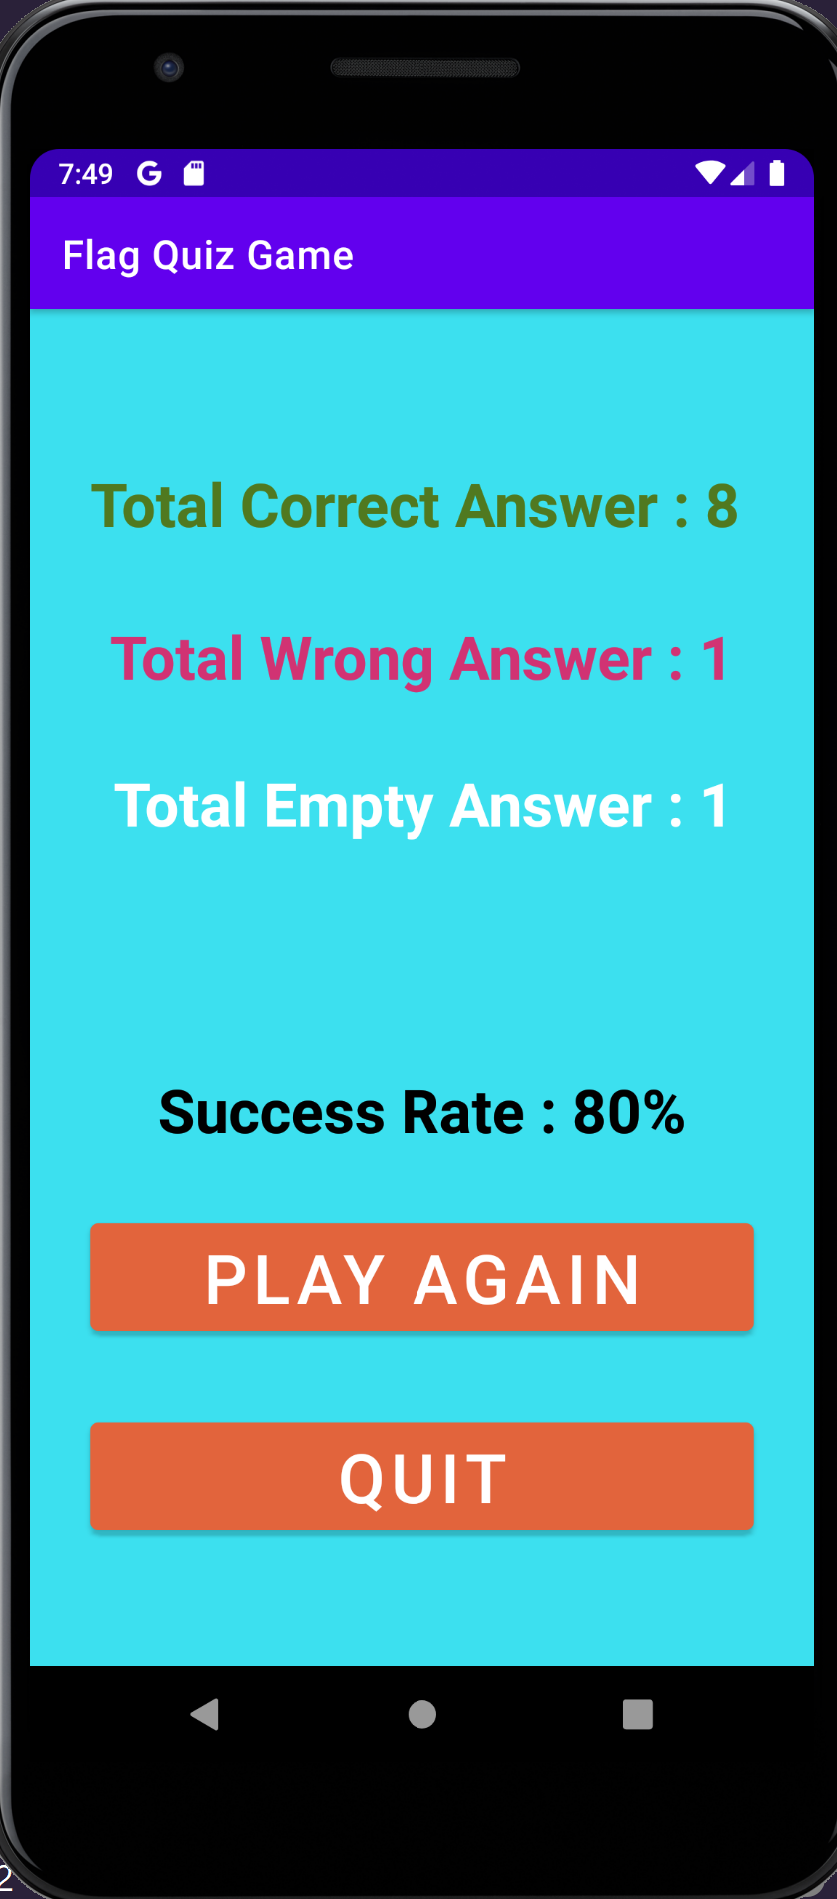 7:49
Flag Quiz Game
Total Correct Answer : 8
Total Wrong Answer : 1
Total Empty Answer : 1
Success Rate : 80%
PLAY AGAIN
QUIT
2